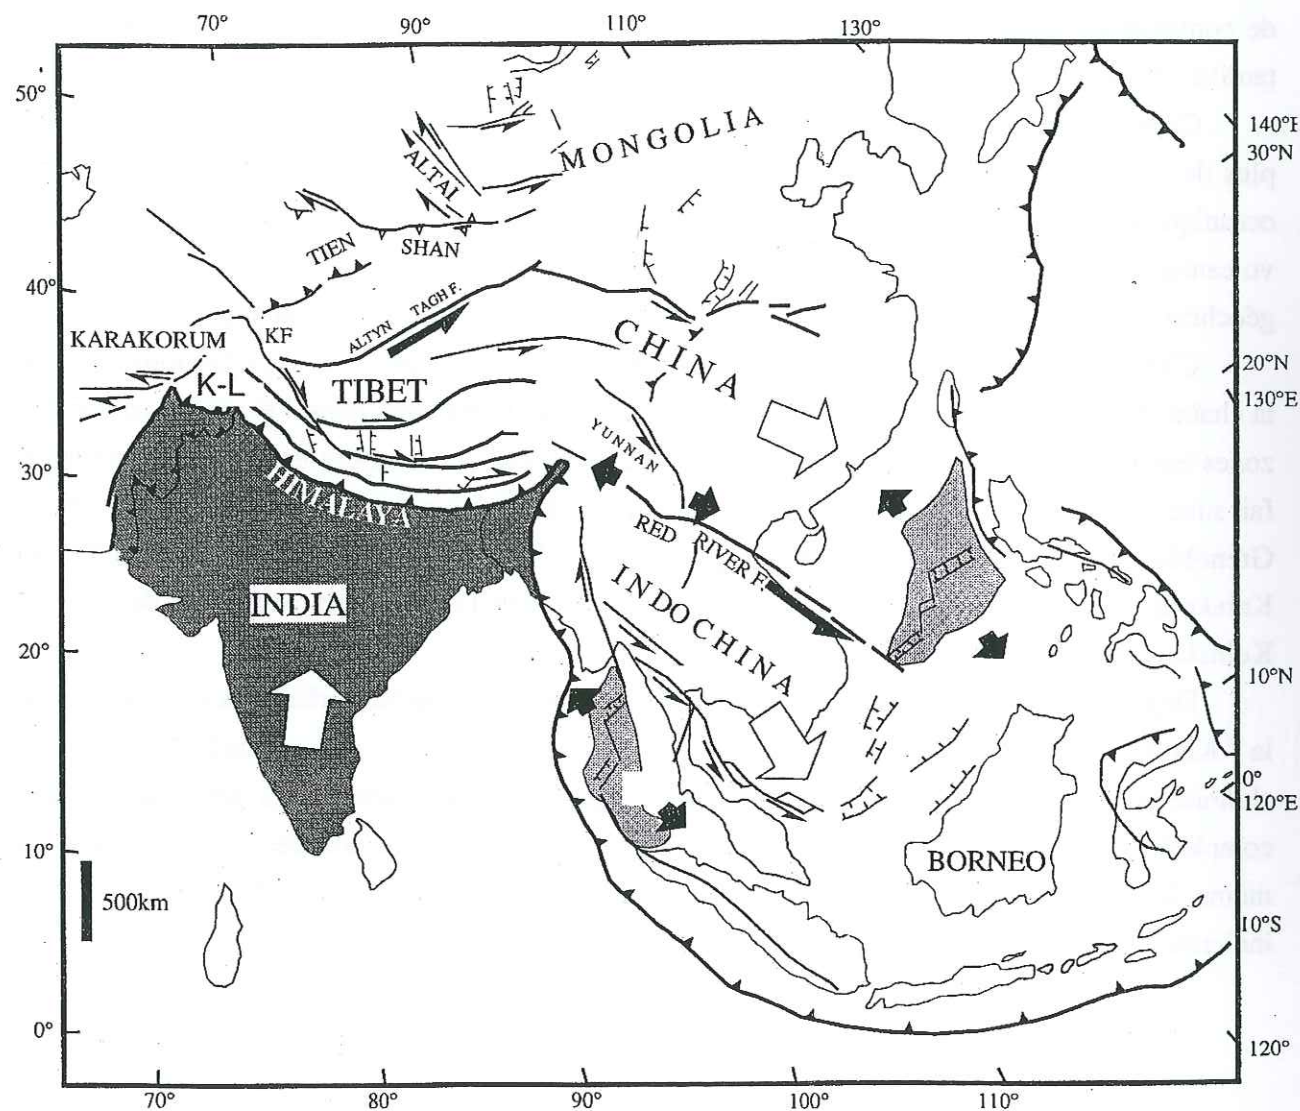 70°
90°
110°
130°
50°
140°E
30°N
MONGOLIA
ALTAI
TIEN
SHAN
40°
ALTYN
TAGH F.
KARAKORUM
KF
CHINA
20°N
130°E
K-L
TIBET
YUNNAN
30°
HIMALAYA
RED
RIVER F.
INDIA
INDOCHINA
20°
10°N
0°
120°E
10°
BORNEO
500km
10°S
0°
120°
70°
80°
90°
100°
110°